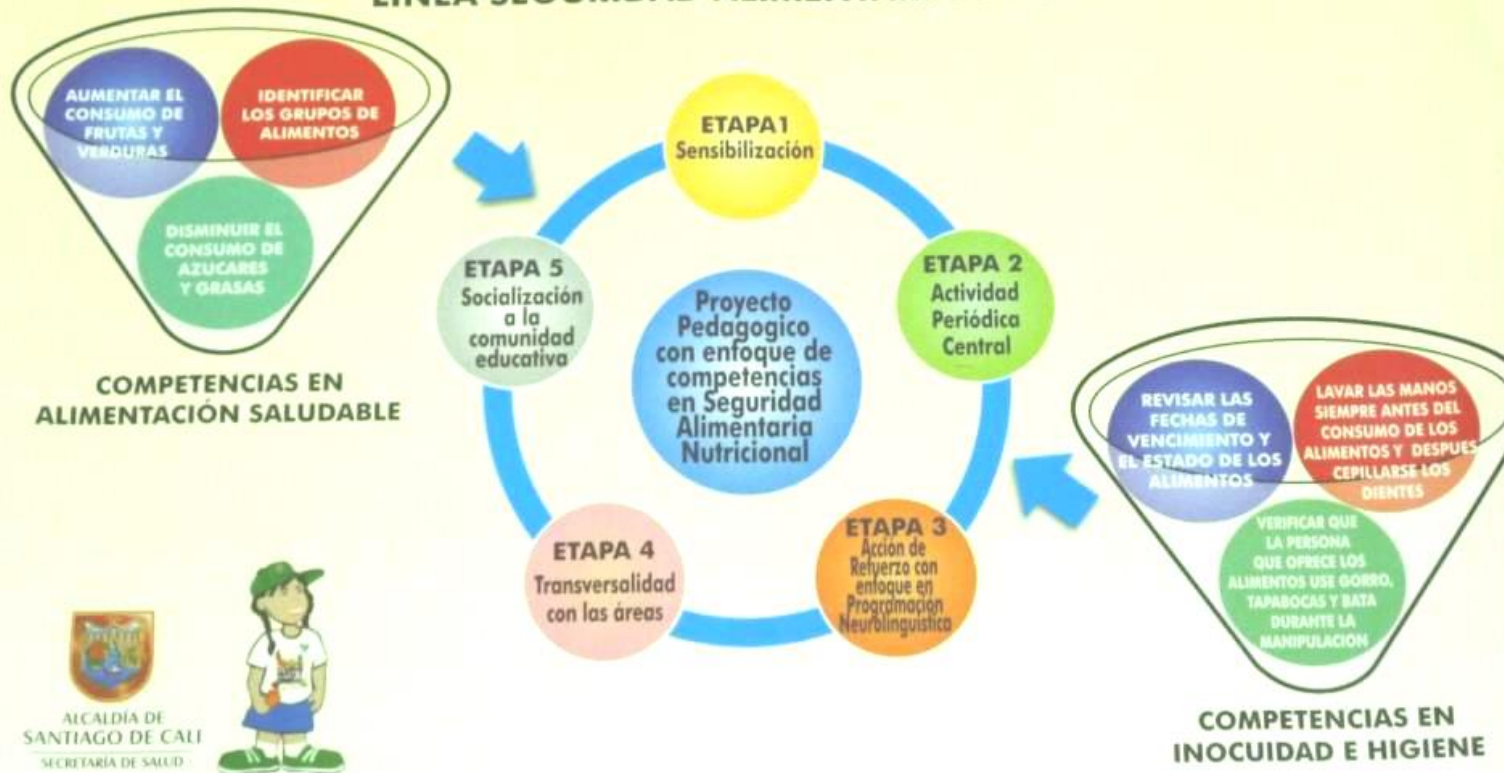 AUMENTAR EL
CONSUMO DE
FRUTAS Y
VERDURAS
IDENTIFICAR
LOS GRUPOS DE
ALIMENTOS
DISMINUIR EL
CONSUMO DE
AZUCARES
Y GRASAS
COMPETENCIAS EN
ALIMENTACIÓN SALUDABLE
ETAPA1
Sensibilización
ETAPA 2
Actividad
Periódica
Central
ETAPA 3
Acción de
Refuerzo con
enfoque en
Programación
Neurolinguística
ETAPA 4
Transversalidad
con las áreas
ETAPA 5
Socialización
a la
comunidad
educativa
Proyecto
Pedagogico
con enfoque de
competencias
en Seguridad
Alimentaria
Nutricional
REVISAR LAS
FECHAS DE
VENCIMIENTO Y
EL ESTADO DE LOS
ALIMENTOS
LAVAR LAS MANOS
SIEMPRE ANTES DEL
CONSUMO DE LOS
ALIMENTOS Y DESPUES
CEPILLARSE LOS
DIENTES
VERIFICAR QUE
LA PERSONA
QUE OFRECE LOS
ALIMENTOS USE GORRO,
TAPABOCAS Y BATA
DURANTE LA
MANIPULACION
COMPETENCIAS EN
INOCUIDAD E HIGIENE
ALCALDÍA DE
SANTIAGO DE CALI
SECRETARÍA DE SALUD